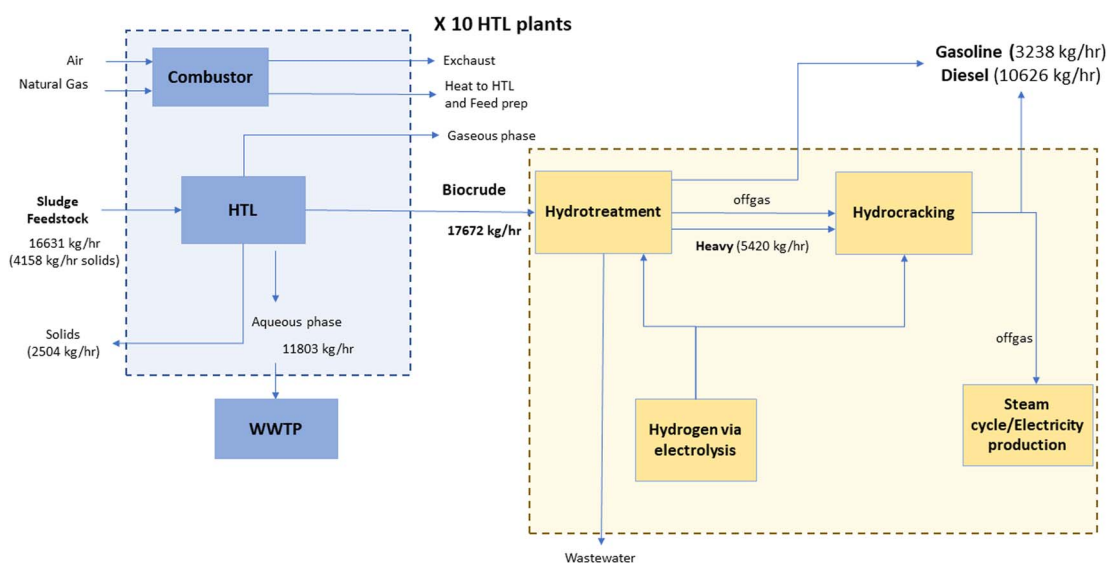 X 10 HTL plants
Air
Natural Gas
Combustor
Exhaust
Heat to HTL
and Feed prep
Gaseous phase
Gasoline (3238 kg/hr)
Diesel (10626 kg/hr)
Sludge
Feedstock
16631 kg/hr
(4158 kg/hr solids)
HTL
Biocrude
17672 kg/hr
Hydrotreatment
offgas
Heavy (5420 kg/hr)
Hydrocracking
Solids
(2504 kg/hr)
Aqueous phase
11803 kg/hr
WWTP
Hydrogen via
electrolysis
offgas
Steam
cycle/Electricity
production
Wastewater